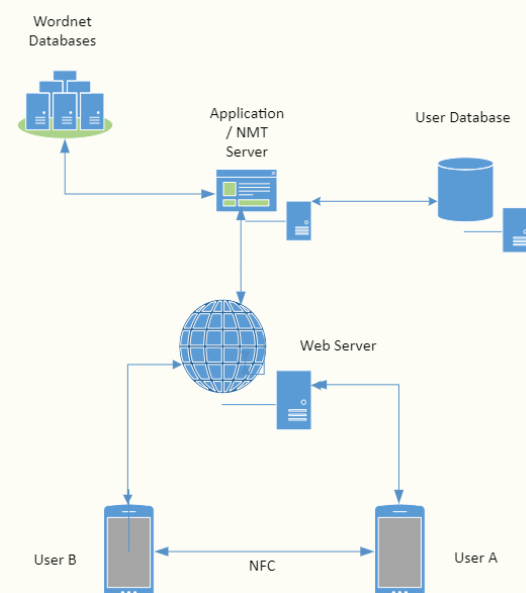 Wordnet
Databases
Application
/ NMT
Server
User Database
Web Server
User B
NFC
User A